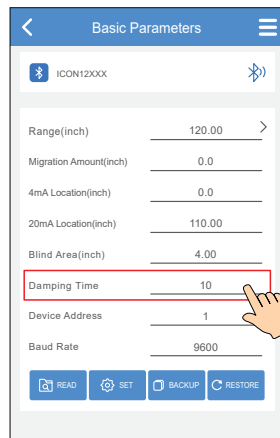 Basic Parameters
ICON12XXX
Range(inch) 120.00
Migration Amount(inch) 0.0
4mA Location(inch) 0.0
20mA Location(inch) 110.00
Blind Area(inch) 4.00
Damping Time 10
Device Address 1
Baud Rate 9600
READ SET BACKUP RESTORE